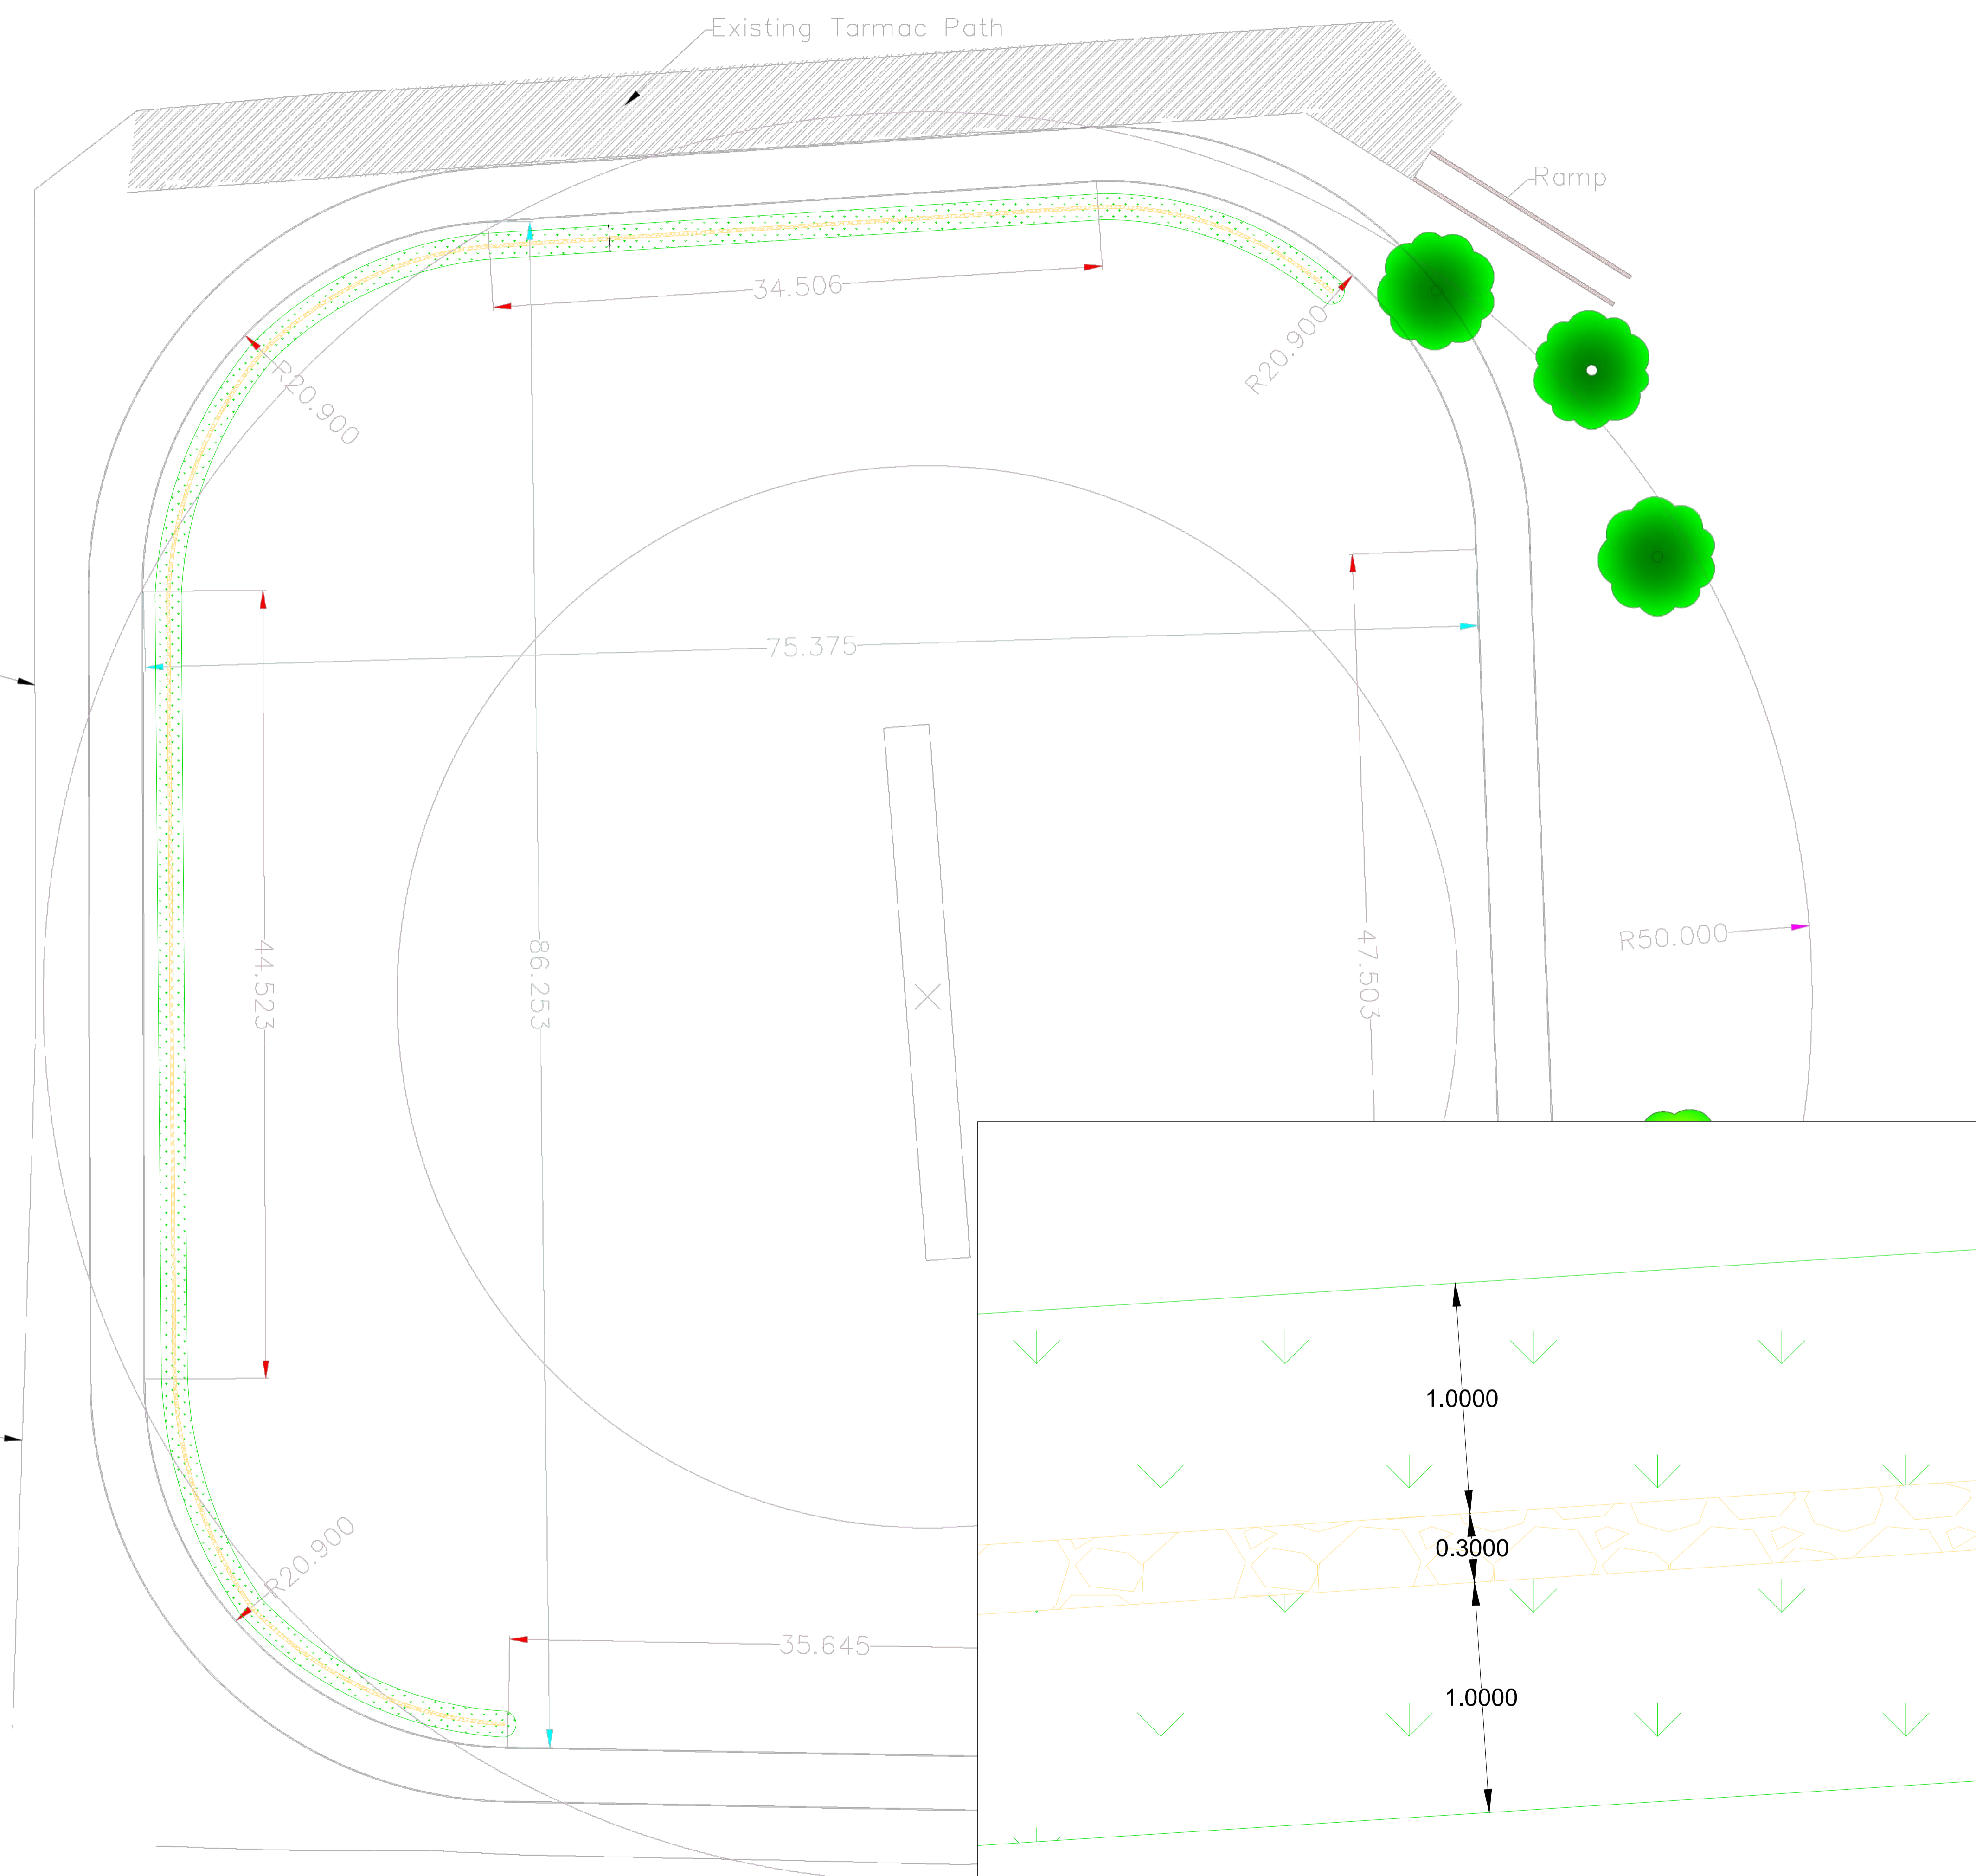 Existing Tarmac Path
Ramp
34.506
R20.900
R20.900
75.375
R50.000
44.523
86.253
47.503
1.0000
0.3000
R20.900
35.645
1.0000